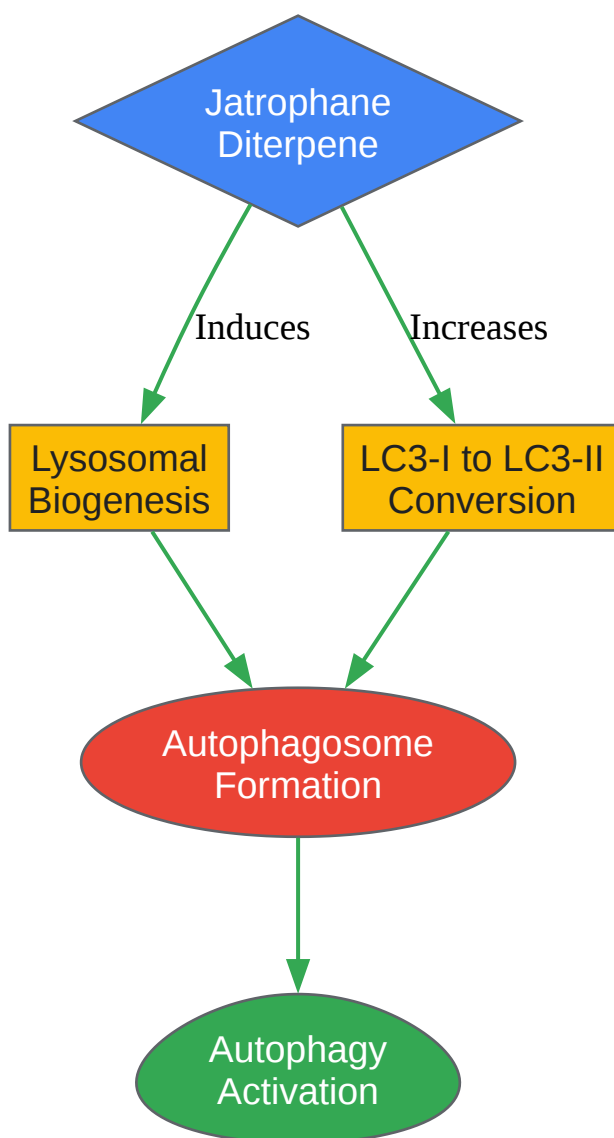 Jatrophane
Diterpene
Induces
Increases
Lysosomal
Biogenesis
LC3-I to LC3-II
Conversion
Autophagosome
Formation
Autophagy
Activation